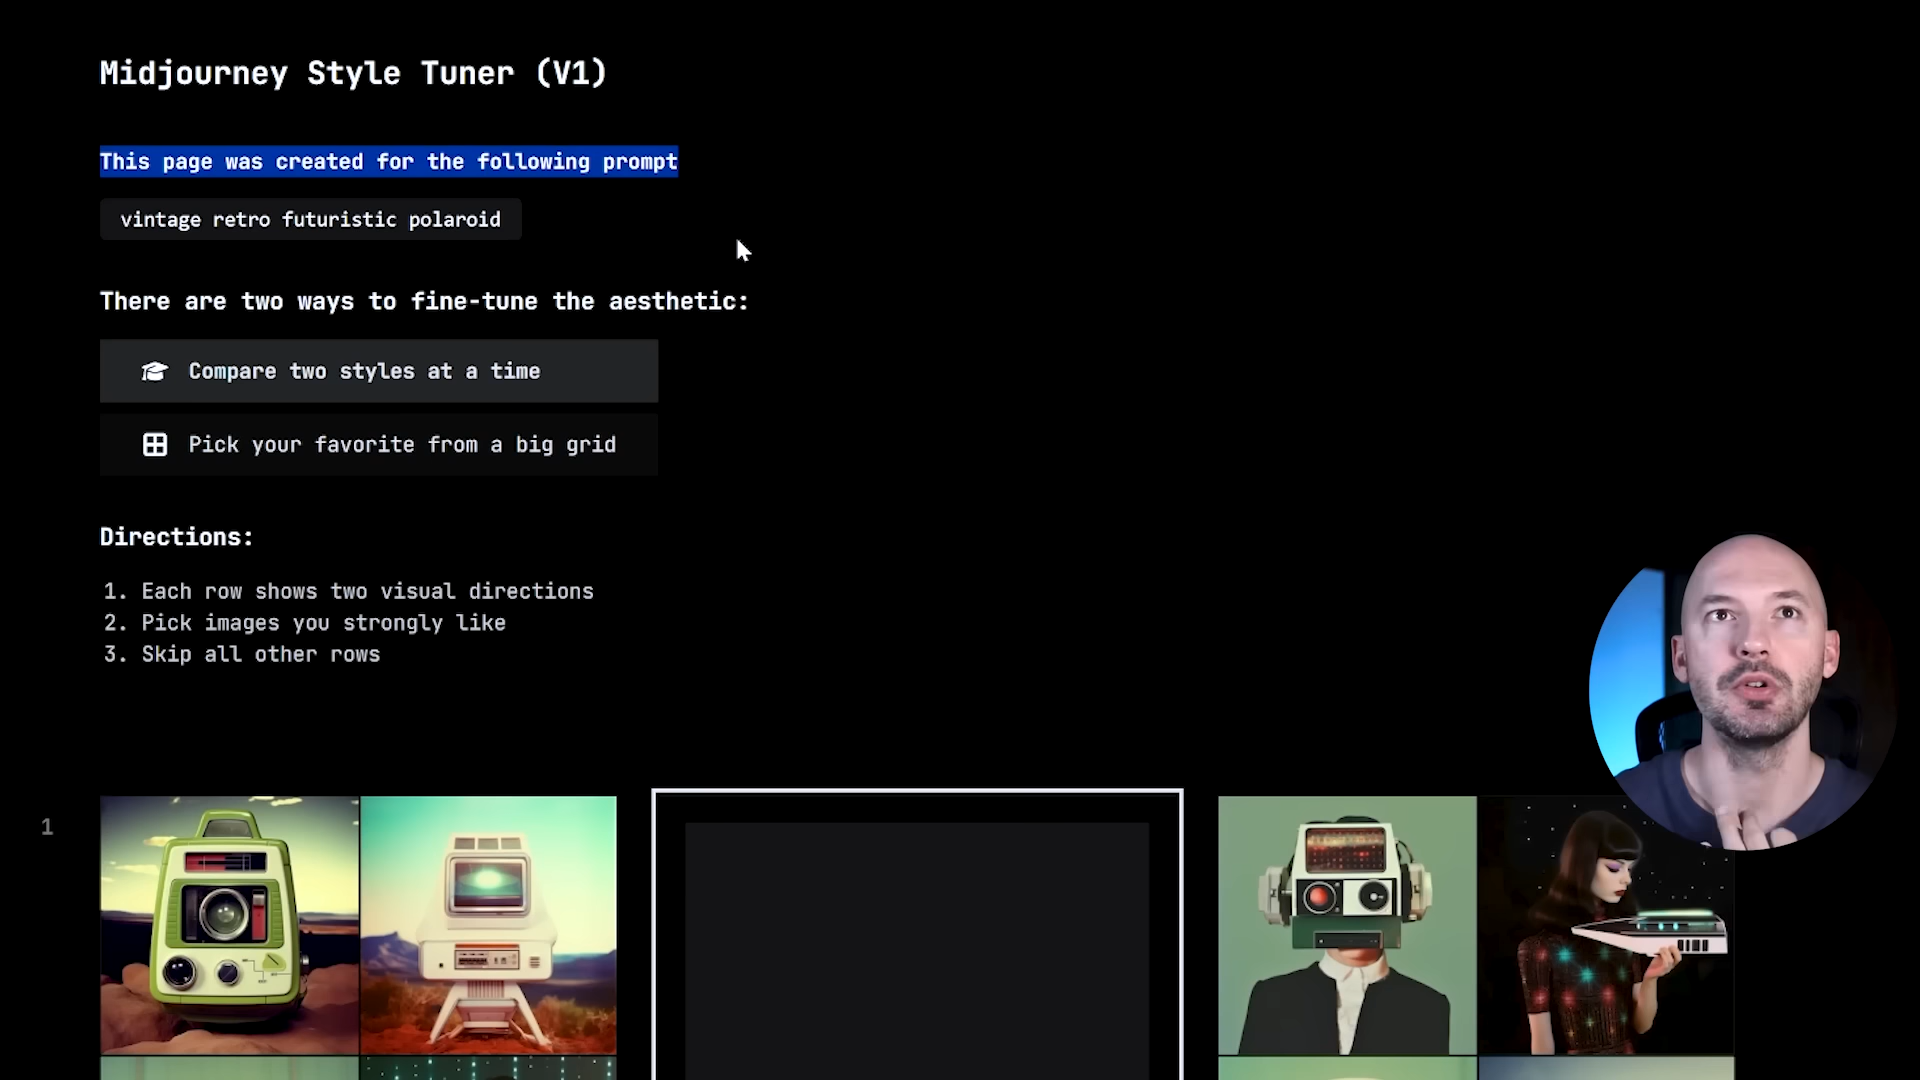 Midjourney Style Tuner (V1)
This page was created for the following prompt
vintage retro futuristic polaroid
There are two ways to fine-tune the aesthetic:
Compare two styles at a time
Pick your favorite from a big grid
Directions:
1. Each row shows two visual directions
2. Pick images you strongly like
3. Skip all other rows
1